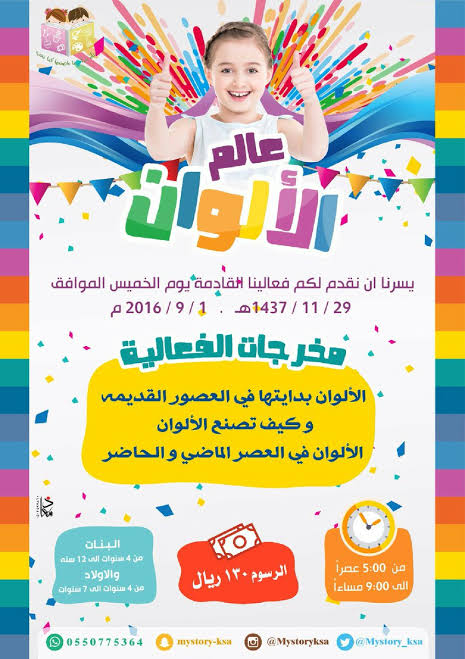 عالم
الألوان
يسرنا ان نقدم لكم فعالينا القادمة يوم الخميس الموافق
29 / 11 / 1437هـ . 1 / 9 / 2016 م
مخرجات الفعالية
الألوان بدايتها في العصور القديمه
و كيف تصنع الألوان
الألوان في العصر الماضي و الحاضر
من 5:00 عصراً
الى 9:00 مساءاً
الرسوم ١٣٠ ريال
البنات
من 4 سنوات الى 12 سنه
والاولاد
من 4 سنوات الى 7 سنوات
0550775364
mystory-ksa
@Mystoryksa
@Mystory_ksa